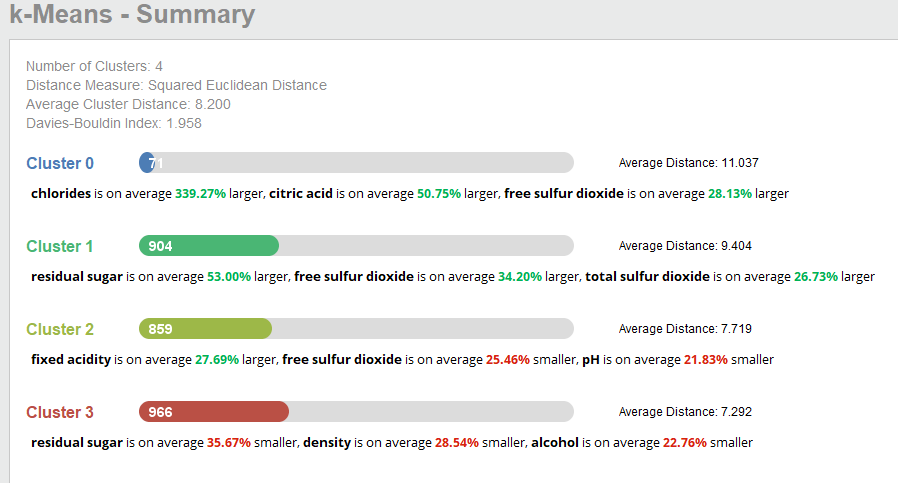 k-Means - Summary
Number of Clusters: 4
Distance Measure: Squared Euclidean Distance
Average Cluster Distance: 8.200
Davies-Bouldin Index: 1.958
Cluster 0 71 Average Distance: 11.037
chlorides is on average 339.27% larger, citric acid is on average 50.75% larger, free sulfur dioxide is on average 28.13% larger
Cluster 1 904 Average Distance: 9.404
residual sugar is on average 53.00% larger, free sulfur dioxide is on average 34.20% larger, total sulfur dioxide is on average 26.73% larger
Cluster 2 859 Average Distance: 7.719
fixed acidity is on average 27.69% larger, free sulfur dioxide is on average 25.46% smaller, pH is on average 21.83% smaller
Cluster 3 966 Average Distance: 7.292
residual sugar is on average 35.67% smaller, density is on average 28.54% smaller, alcohol is on average 22.76% smaller